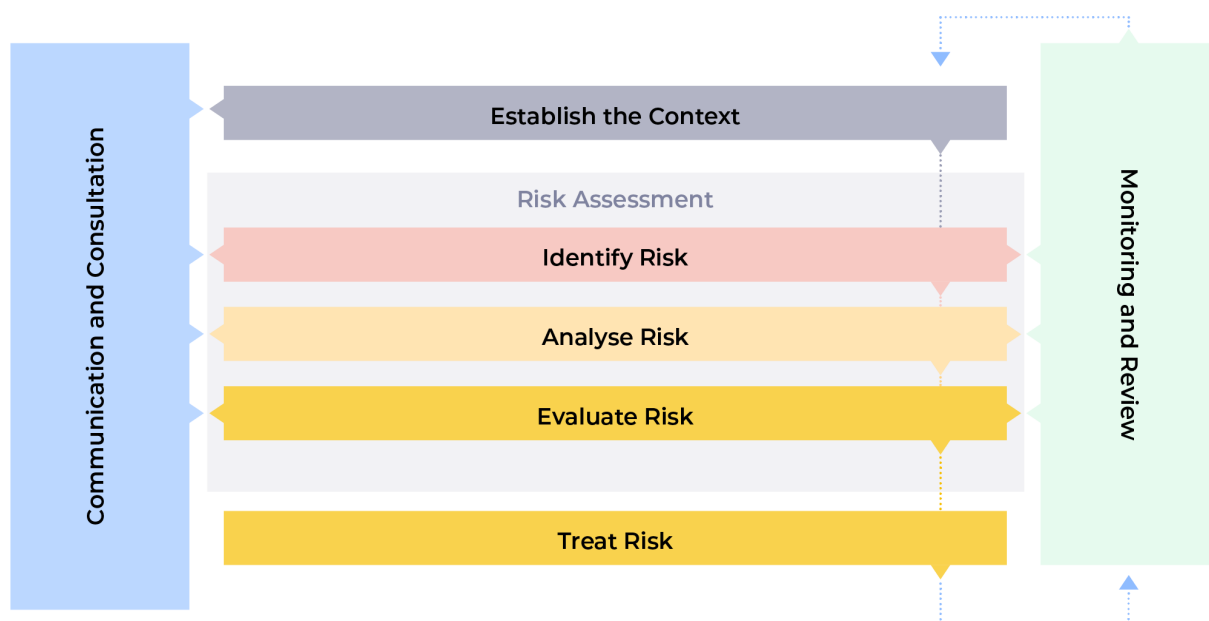 Communication and Consultation
Establish the Context
Risk Assessment
Identify Risk
Analyse Risk
Evaluate Risk
Treat Risk
Monitoring and Review